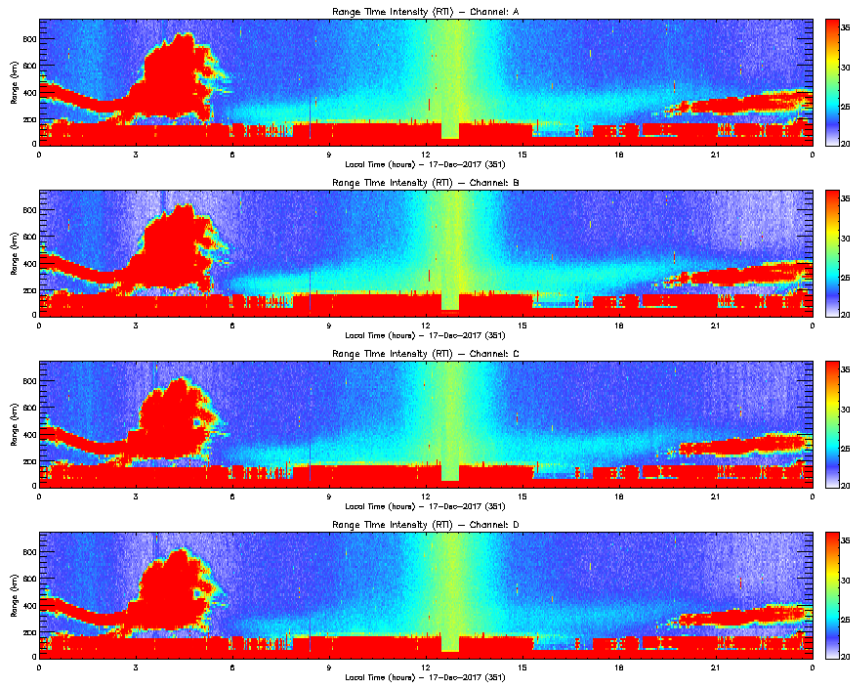 Range Time Intensity (RTI) – Channel: A
Range (km)
800
600
400
200
0
0 3 6 9 12 15 18 21 0
Local Time (hours) – 17-Dec-2017 (351)
35
30
25
20
Range Time Intensity (RTI) – Channel: B
Range (km)
800
600
400
200
0
0 3 6 9 12 15 18 21 0
Local Time (hours) – 17-Dec-2017 (351)
35
30
25
20
Range Time Intensity (RTI) – Channel: C
Range (km)
800
600
400
200
0
0 3 6 9 12 15 18 21 0
Local Time (hours) – 17-Dec-2017 (351)
35
30
25
20
Range Time Intensity (RTI) – Channel: D
Range (km)
800
600
400
200
0
0 3 6 9 12 15 18 21 0
Local Time (hours) – 17-Dec-2017 (351)
35
30
25
20